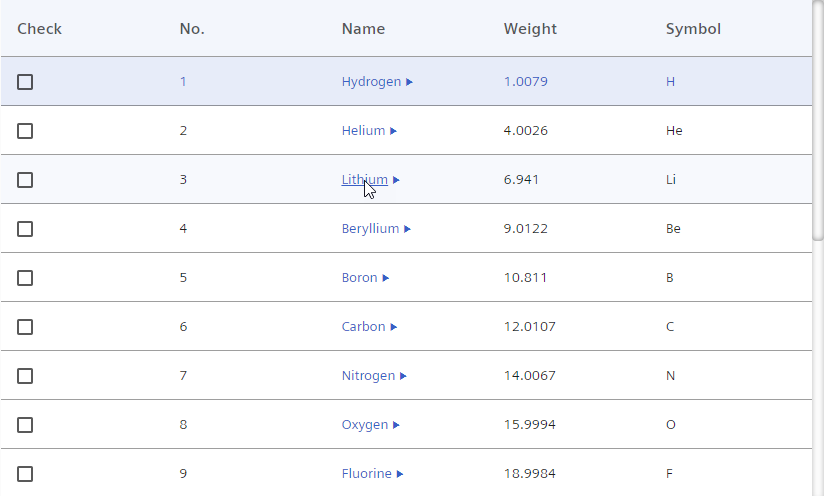 Check No. Name Weight Symbol
1 Hydrogen 1.0079 H
2 Helium 4.0026 He
3 Lithium 6.941 Li
4 Beryllium 9.0122 Be
5 Boron 10.811 B
6 Carbon 12.0107 C
7 Nitrogen 14.0067 N
8 Oxygen 15.9994 O
9 Fluorine 18.9984 F